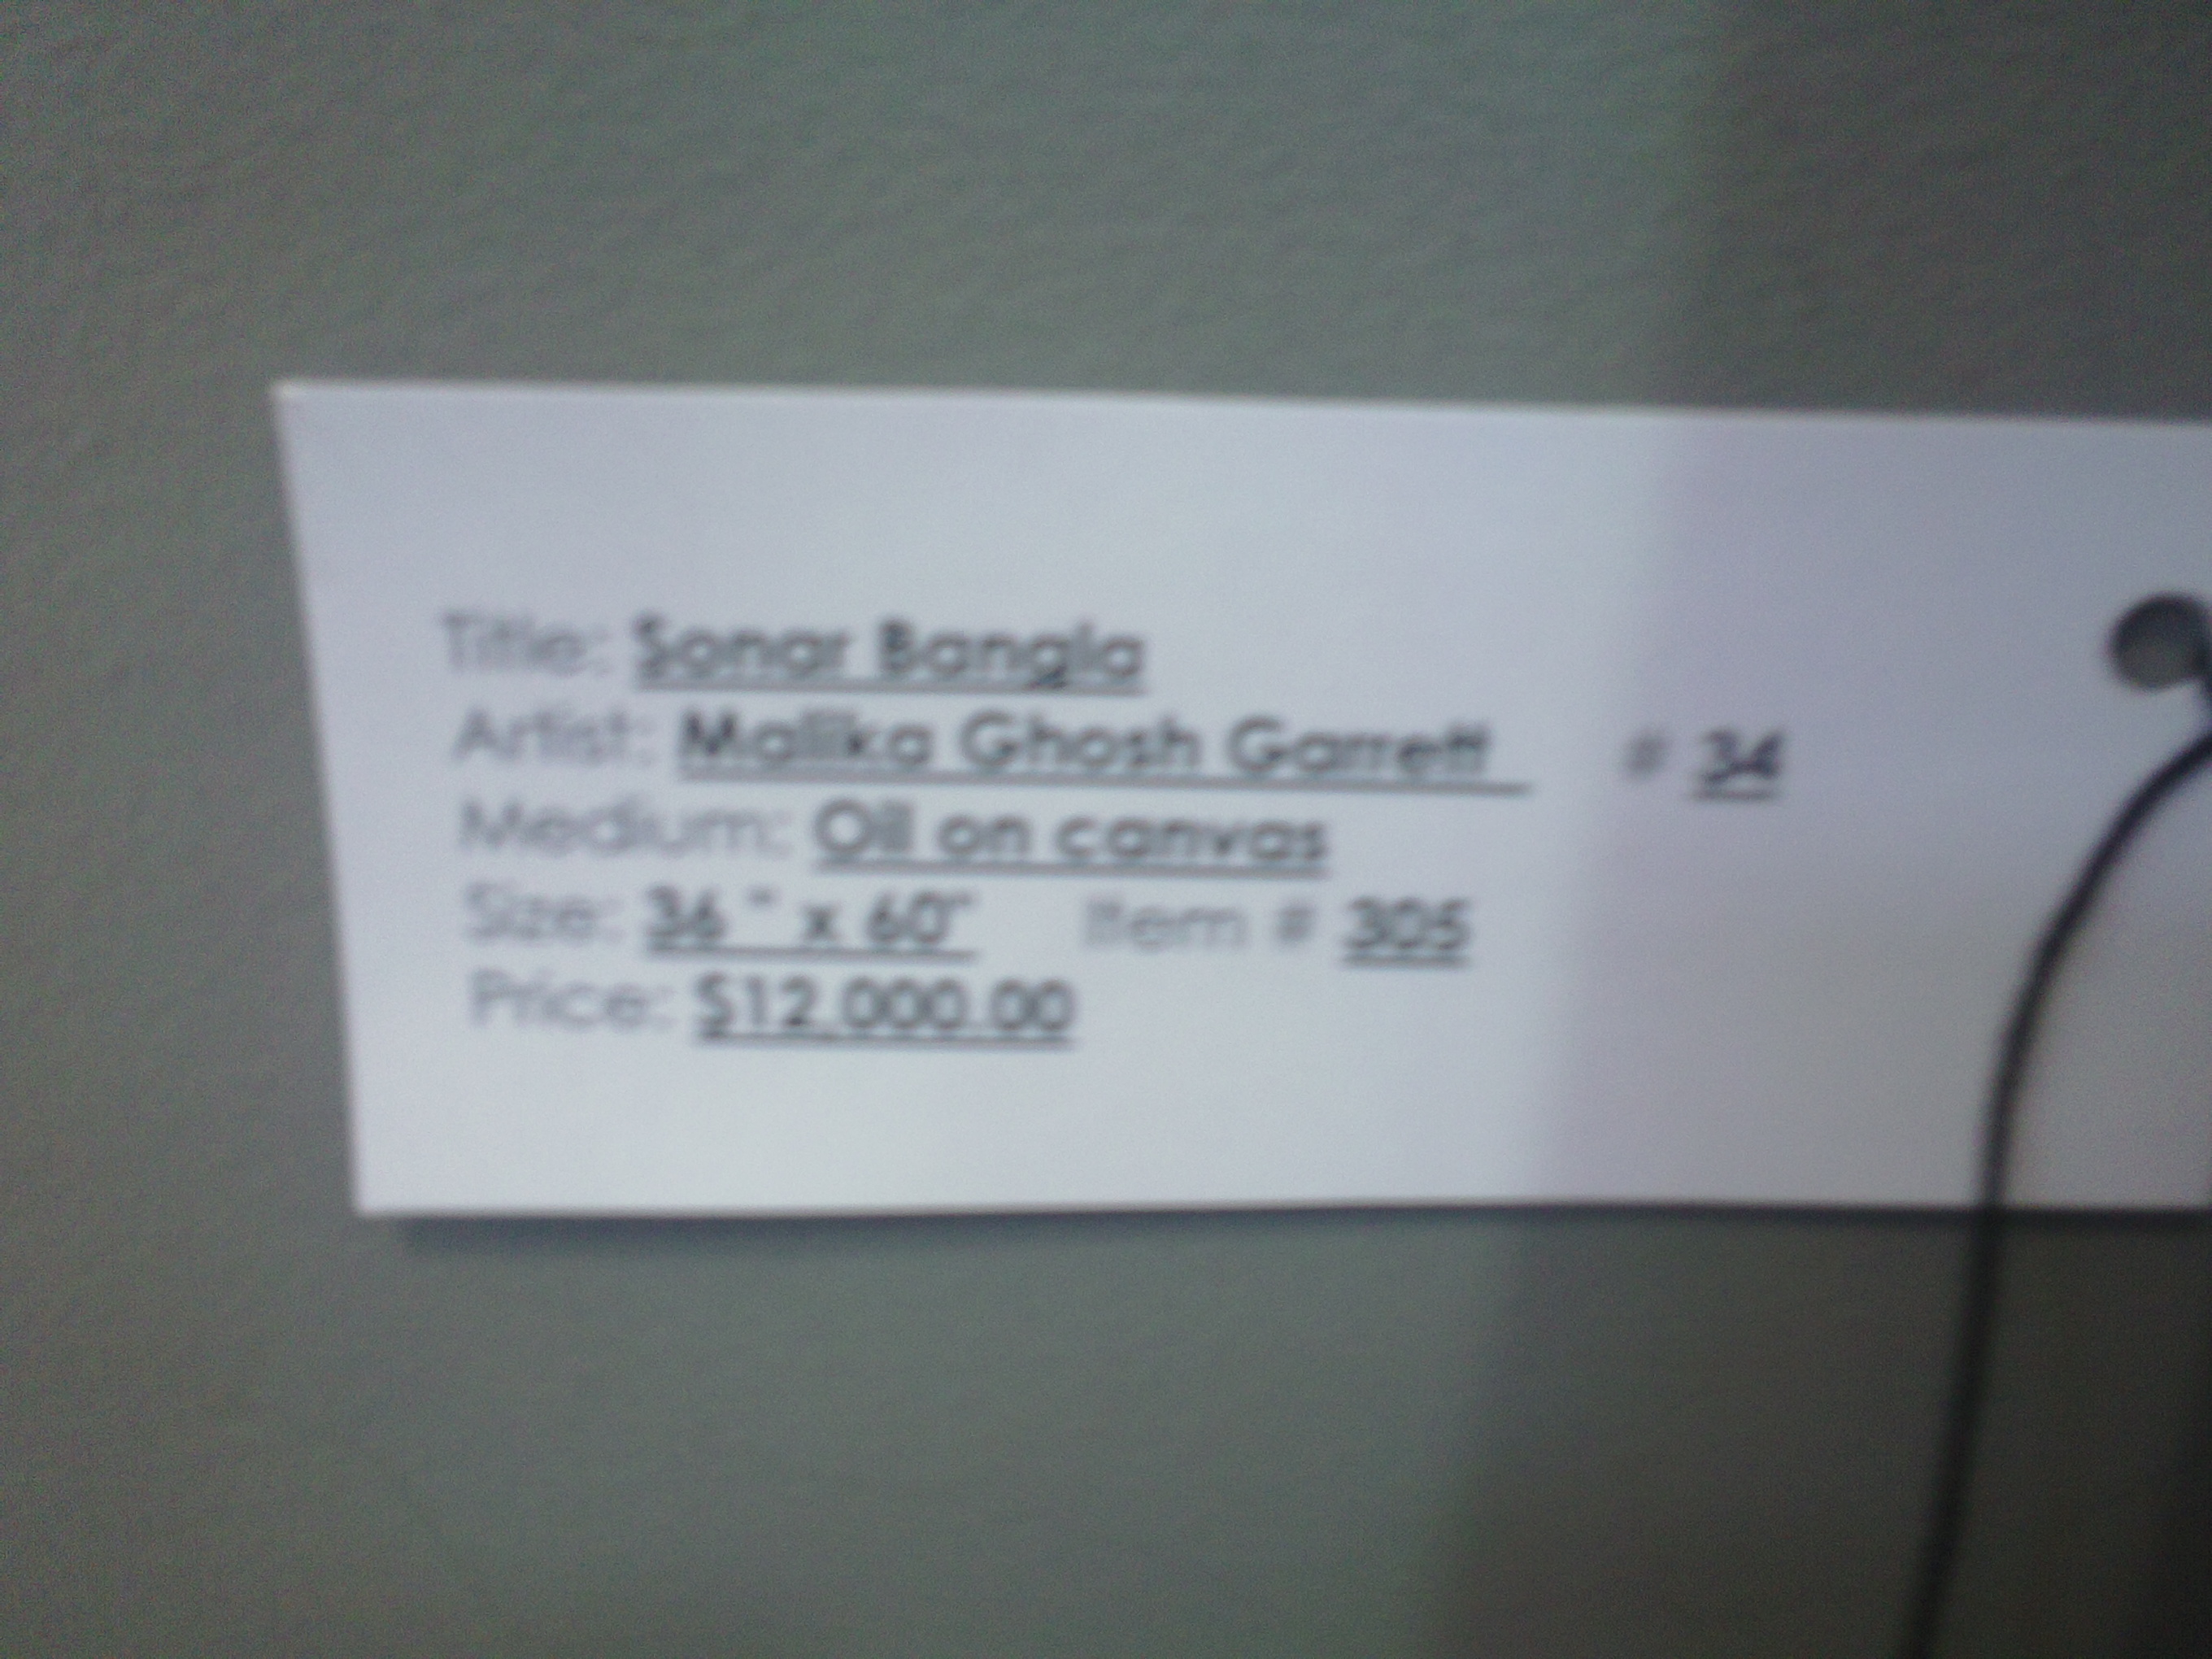 Title: Sonar Bangla
Artist: Mallika Ghosh Garrett # 34
Medium: Oil on canvas
Size: 36 " x 60" Item # 305
Price: $12,000.00